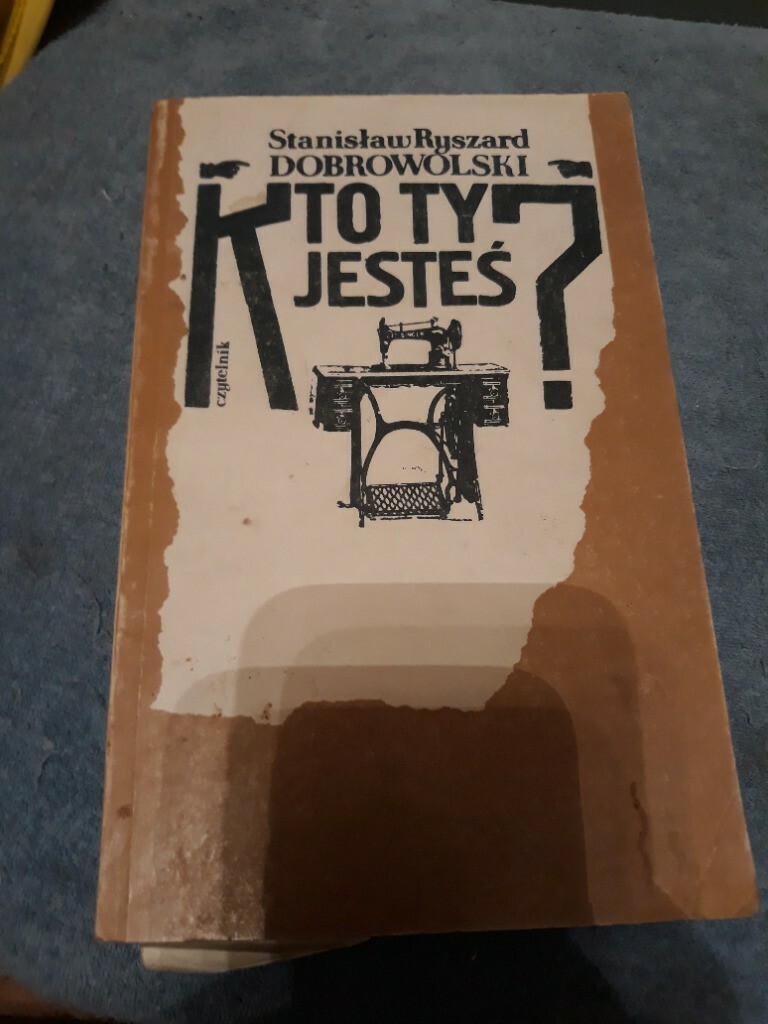 Stanisław Ryszard
DOBROWOLSKI
KTO TY
JESTEŚ?
czytelnik